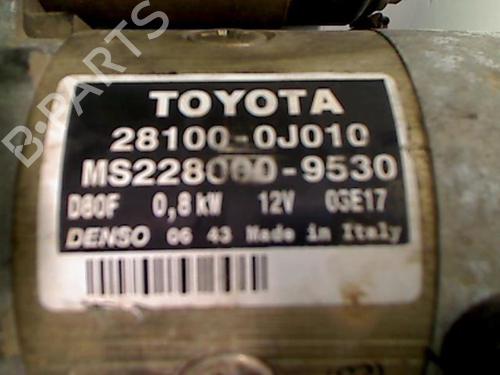 TOYOTA
28100-0J010
MS228000-9530
D80F 0,8 kW 12V 03E17
DENSO 06 43 Made in Italy
B-PARTS